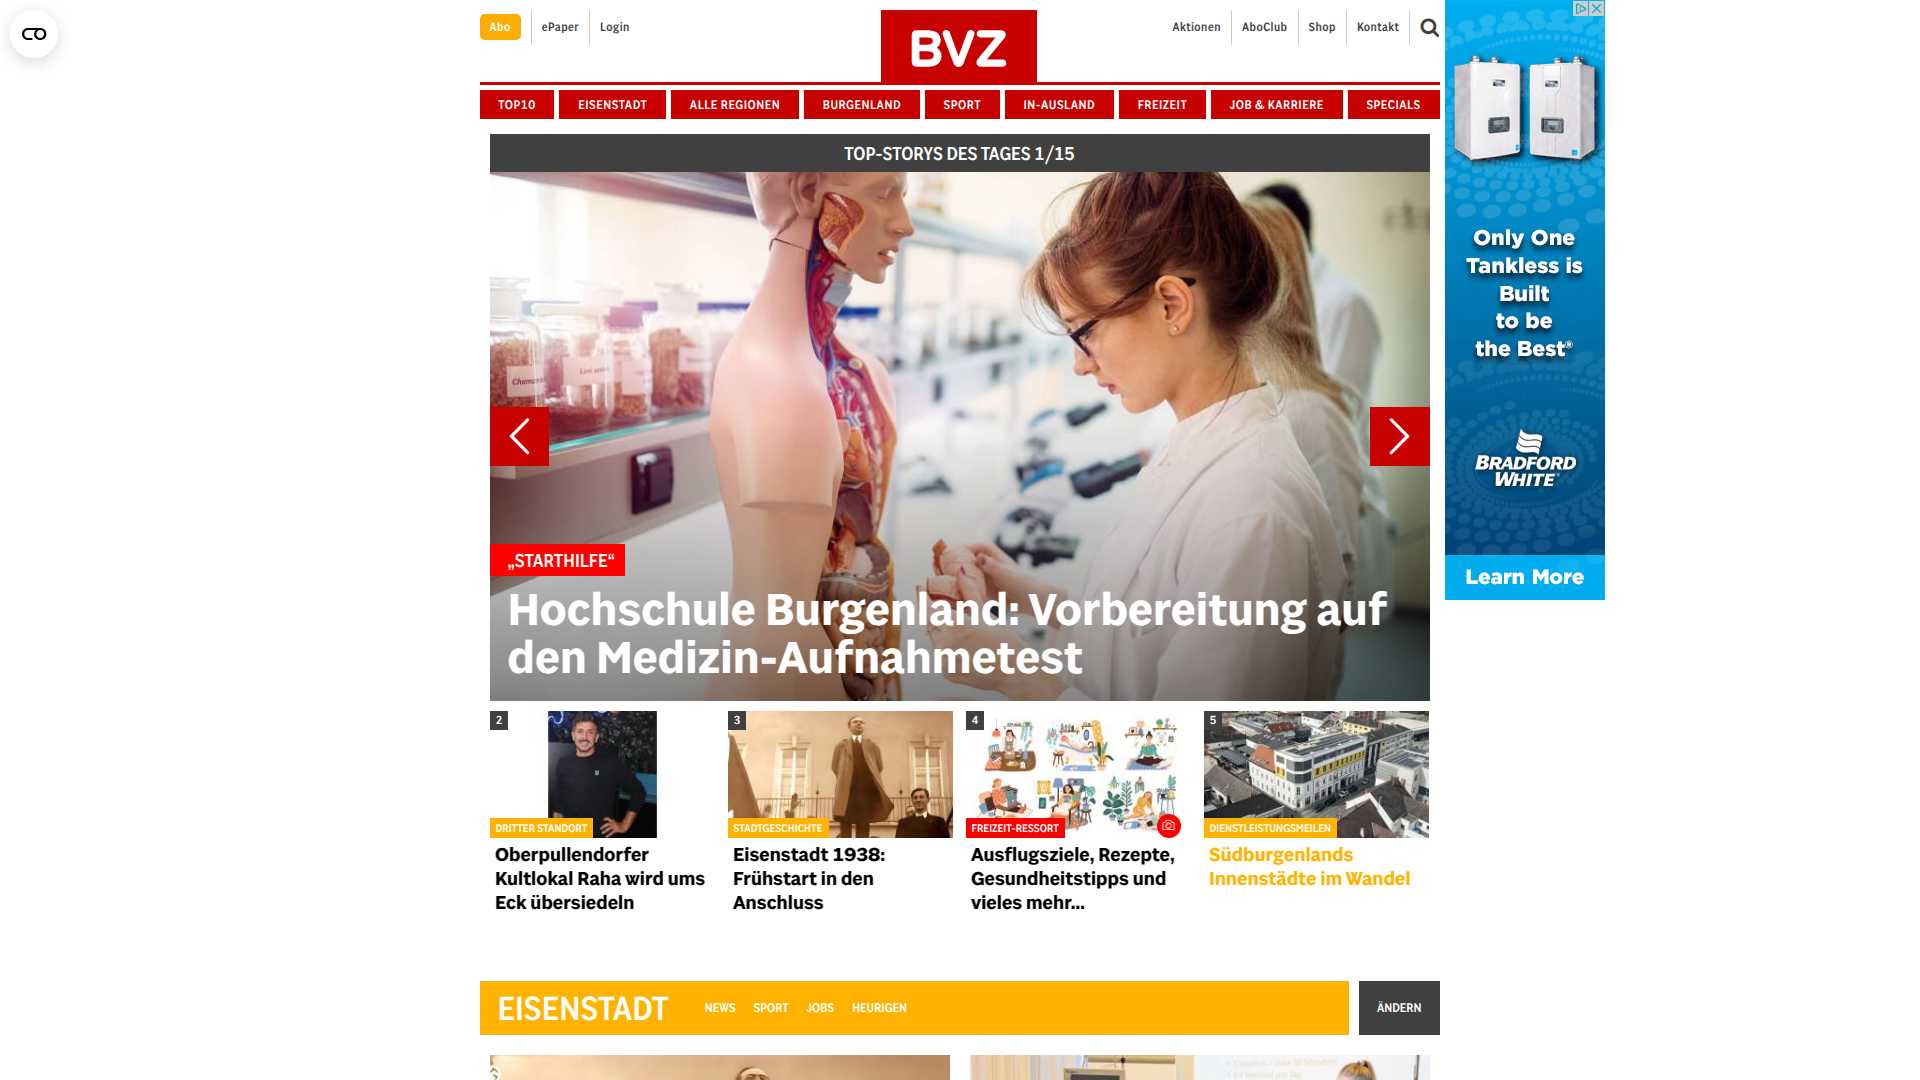 Abo
ePaper
Login
BVZ
Aktionen
AboClub
Shop
Kontakt
TOP10
EISENSTADT
ALLE REGIONEN
BURGENLAND
SPORT
IN-AUSLAND
FREIZEIT
JOB & KARRIERE
SPECIALS
TOP-STORYS DES TAGES 1/15
„STARTHILFE“
Hochschule Burgenland: Vorbereitung auf
den Medizin-Aufnahmetest
2
DRITTER STANDORT
Oberpullendorfer
Kultlokal Raha wird ums
Eck übersiedeln
3
STADTGESCHICHTE
Eisenstadt 1938:
Frühstart in den
Anschluss
4
FREIZEIT-RESSORT
Ausflugsziele, Rezepte,
Gesundheitstipps und
vieles mehr...
5
DIENSTLEISTUNGSMEILEN
Südburgenlands
Innenstädte im Wandel
EISENSTADT
NEWS
SPORT
JOBS
HEURIGEN
ÄNDERN
Only One
Tankless is
Built
to be
the Best®
BRADFORD
WHITE
Learn More